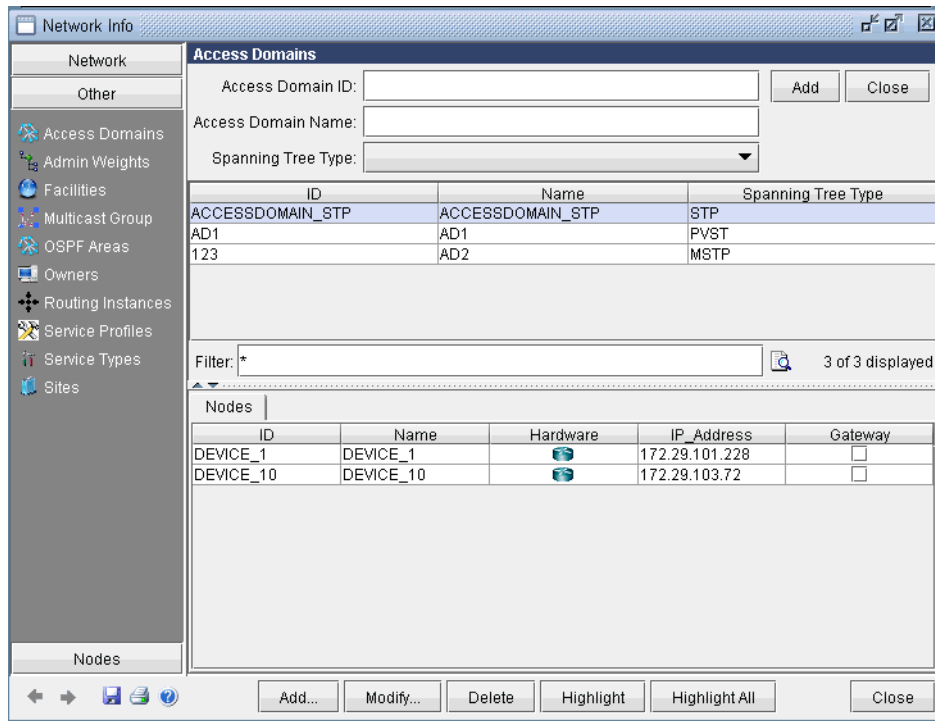 Network Info
Network
Other
Access Domains
Admin Weights
Facilities
Multicast Group
OSPF Areas
Owners
Routing Instances
Service Profiles
Service Types
Sites
Nodes
Access Domains
Access Domain ID:
Add
Close
Access Domain Name:
Spanning Tree Type:
ID Name Spanning Tree Type
ACCESSDOMAIN_STP ACCESSDOMAIN_STP STP
AD1 AD1 PVST
123 AD2 MSTP
Filter: * 3 of 3 displayed
Nodes
ID Name Hardware IP_Address Gateway
DEVICE_1 DEVICE_1 172.29.101.228
DEVICE_10 DEVICE_10 172.29.103.72
Add... Modify... Delete Highlight Highlight All Close